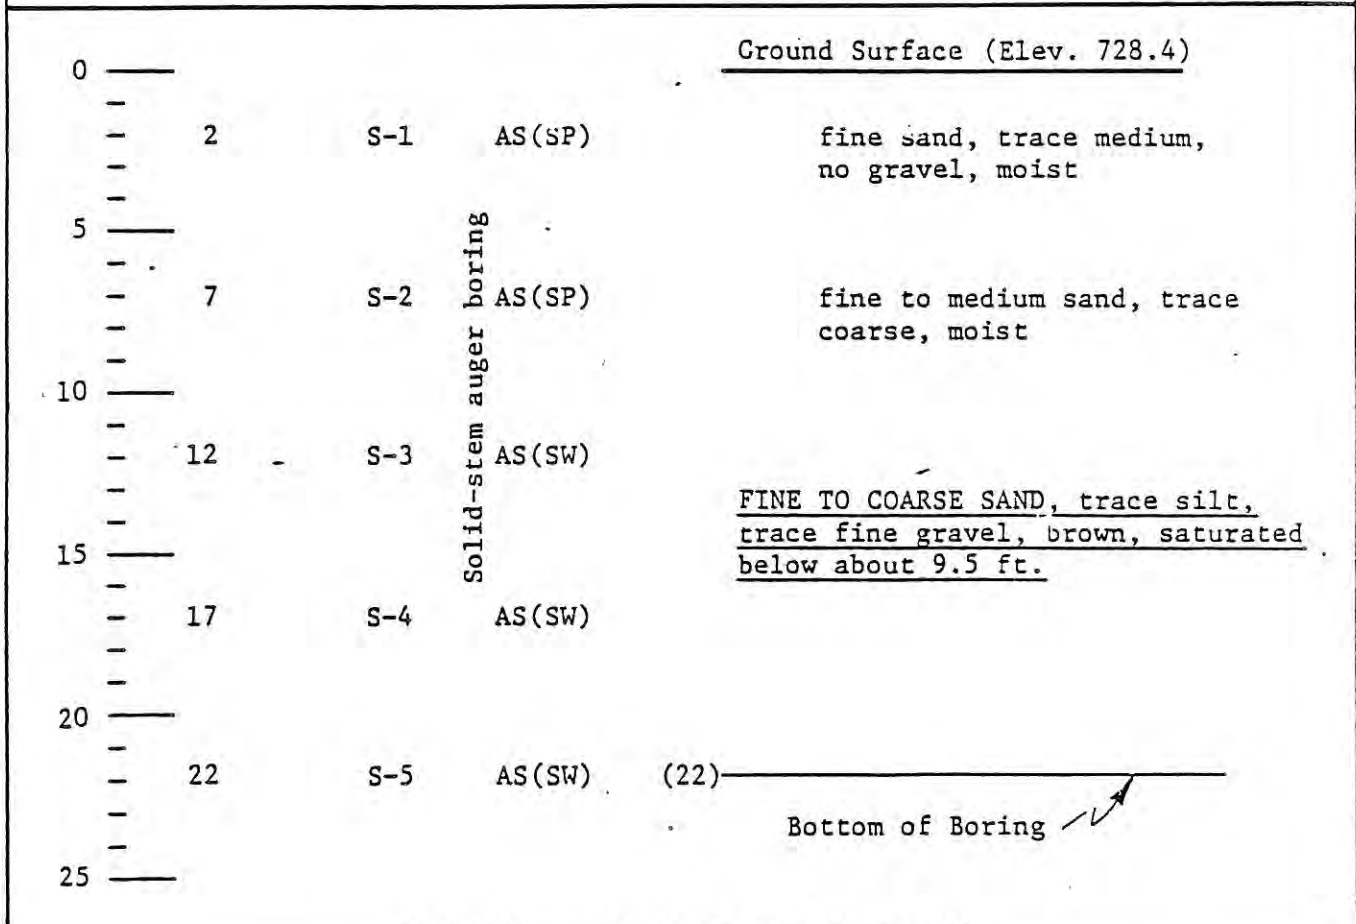 Ground Surface (Elev. 728.4)
0
2 S-1 AS(SP) fine sand, trace medium,
no gravel, moist
5
Solid-stem auger boring
7 S-2 AS(SP) fine to medium sand, trace
coarse, moist
10
12 S-3 AS(SW)
FINE TO COARSE SAND, trace silt,
trace fine gravel, brown, saturated
15
below about 9.5 ft.
17 S-4 AS(SW)
20
22 S-5 AS(SW) (22)
Bottom of Boring
25